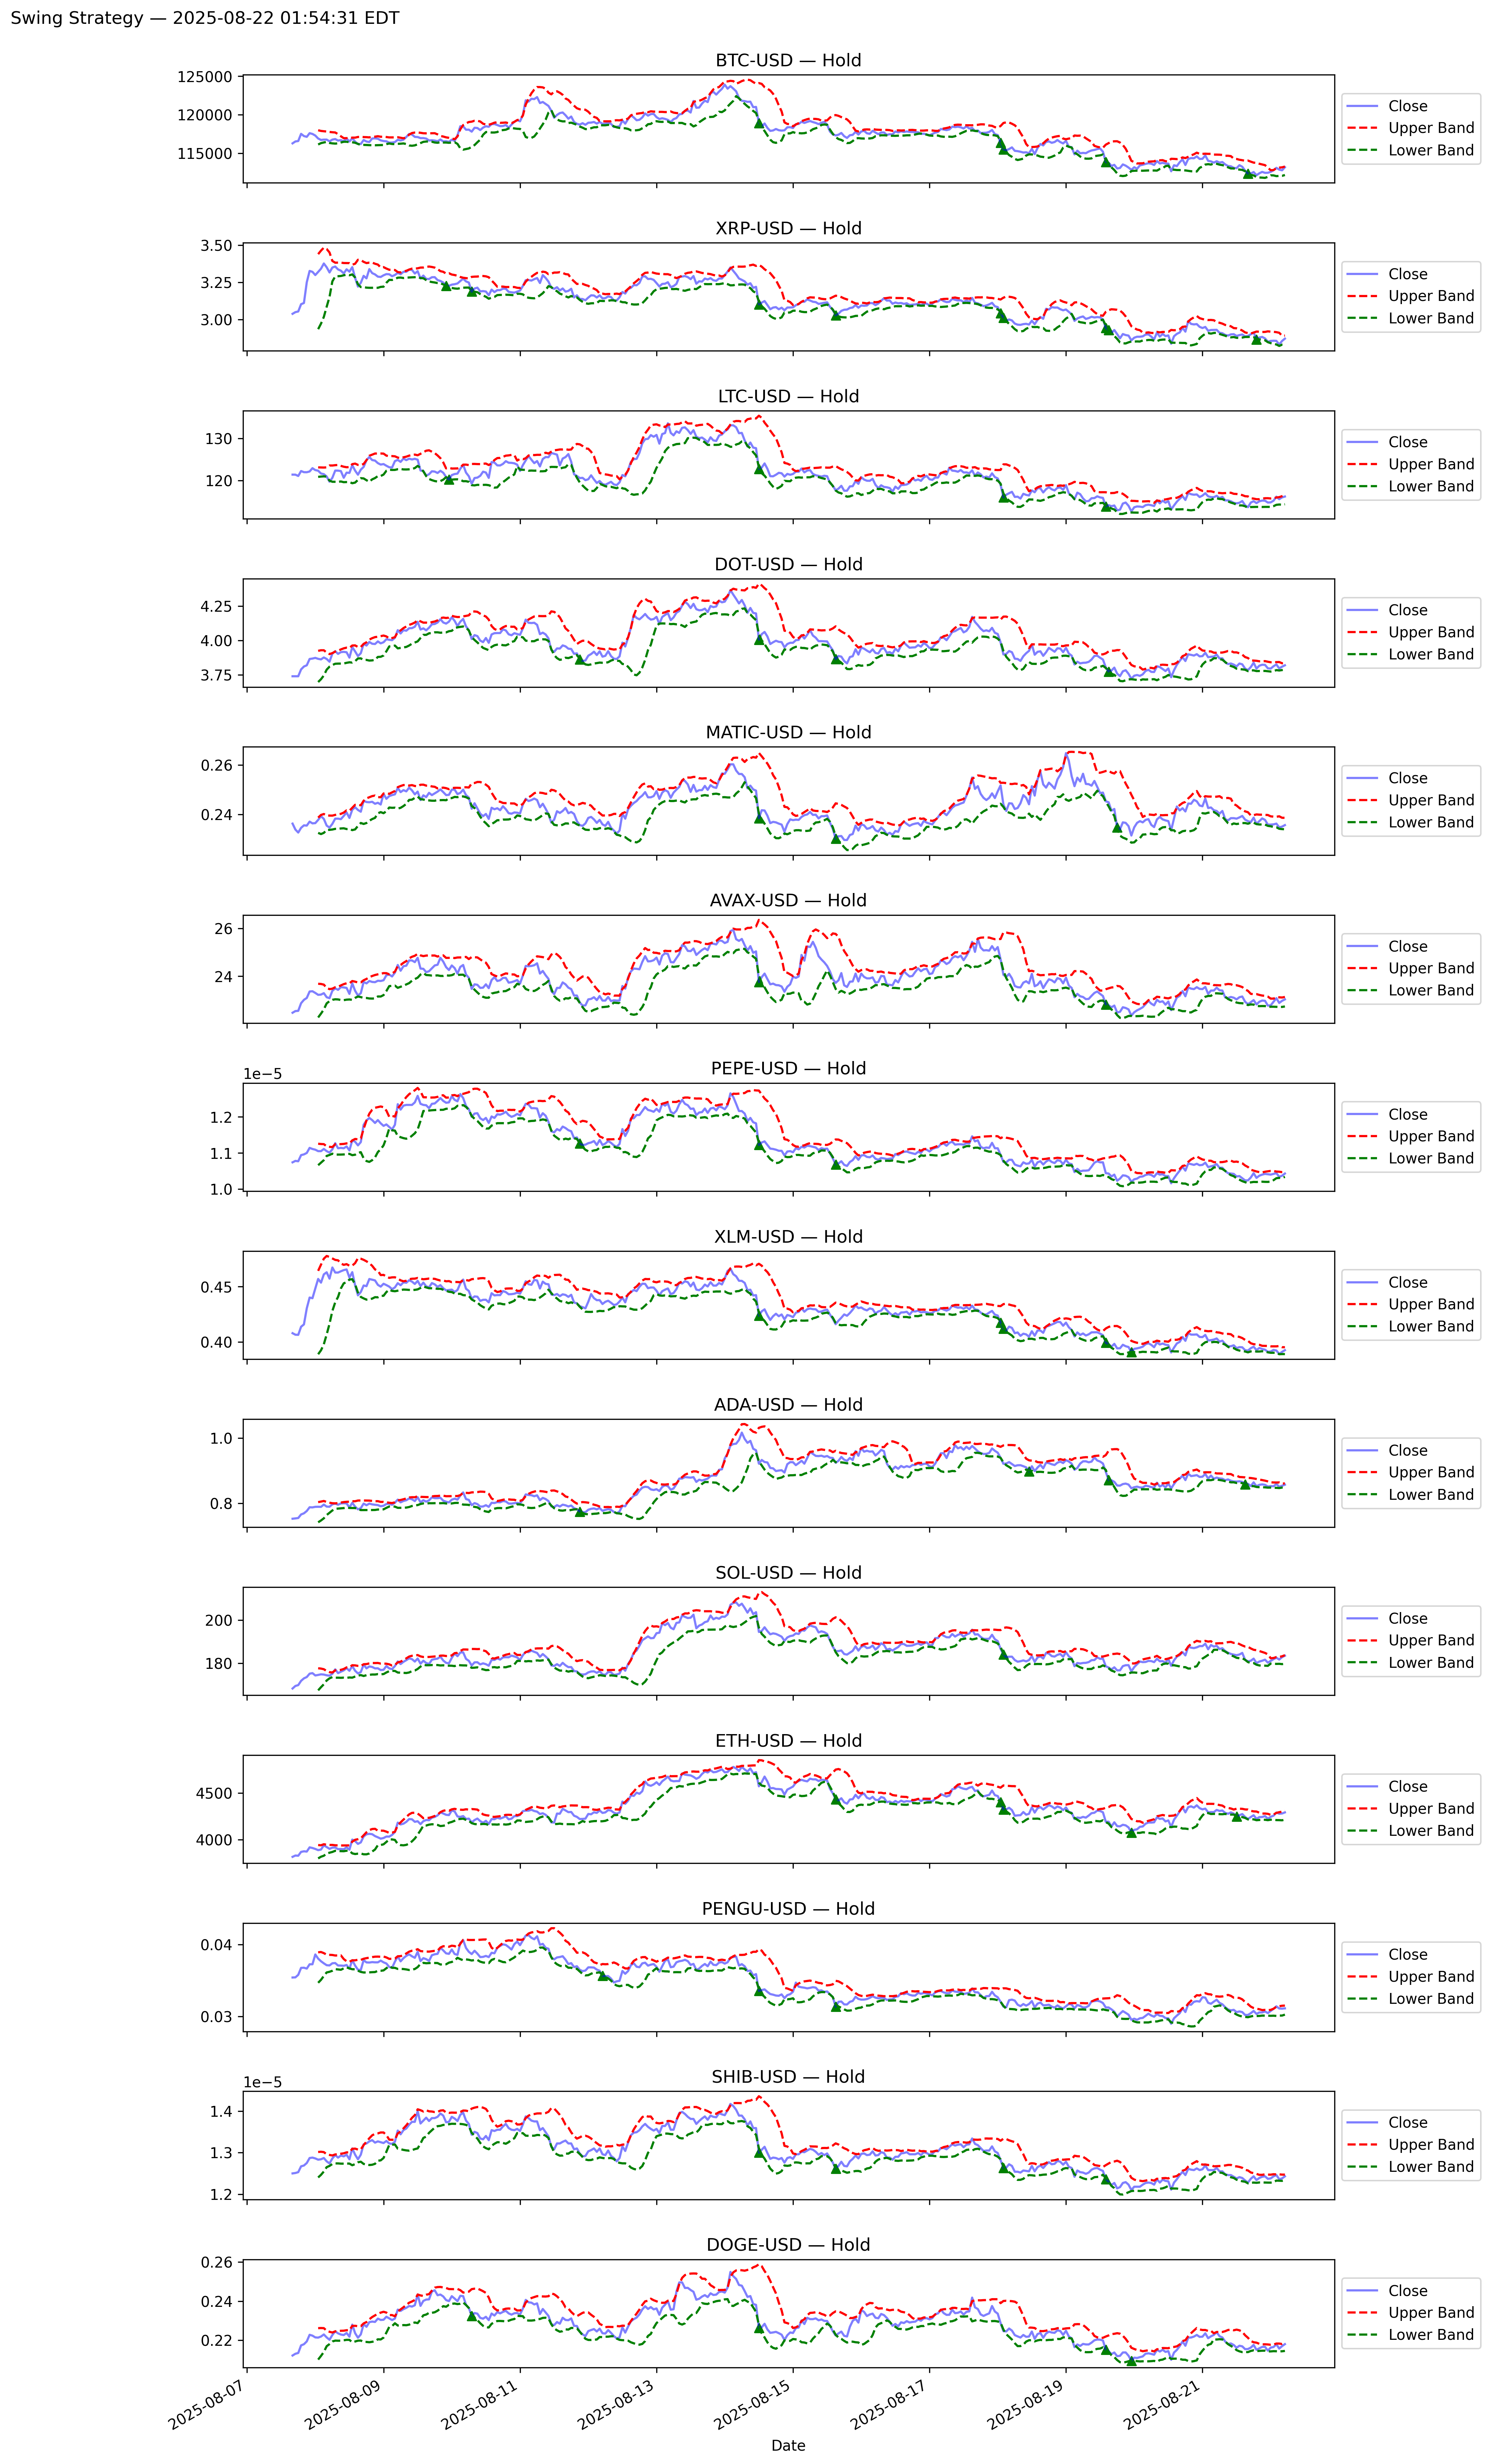 Swing Strategy — 2025-08-22 01:54:31 EDT
BTC-USD — Hold
125000
120000
115000
Close
Upper Band
Lower Band
XRP-USD — Hold
3.50
3.25
3.00
Close
Upper Band
Lower Band
LTC-USD — Hold
130
120
Close
Upper Band
Lower Band
DOT-USD — Hold
4.25
4.00
3.75
Close
Upper Band
Lower Band
MATIC-USD — Hold
0.26
0.24
Close
Upper Band
Lower Band
AVAX-USD — Hold
26
24
Close
Upper Band
Lower Band
PEPE-USD — Hold
1e−5
1.2
1.1
1.0
Close
Upper Band
Lower Band
XLM-USD — Hold
0.45
0.40
Close
Upper Band
Lower Band
ADA-USD — Hold
1.0
0.8
Close
Upper Band
Lower Band
SOL-USD — Hold
200
180
Close
Upper Band
Lower Band
ETH-USD — Hold
4500
4000
Close
Upper Band
Lower Band
PENGU-USD — Hold
0.04
0.03
Close
Upper Band
Lower Band
SHIB-USD — Hold
1e−5
1.4
1.3
1.2
Close
Upper Band
Lower Band
DOGE-USD — Hold
0.26
0.24
0.22
Close
Upper Band
Lower Band
2025-08-07
2025-08-09
2025-08-11
2025-08-13
2025-08-15
2025-08-17
2025-08-19
2025-08-21
Date